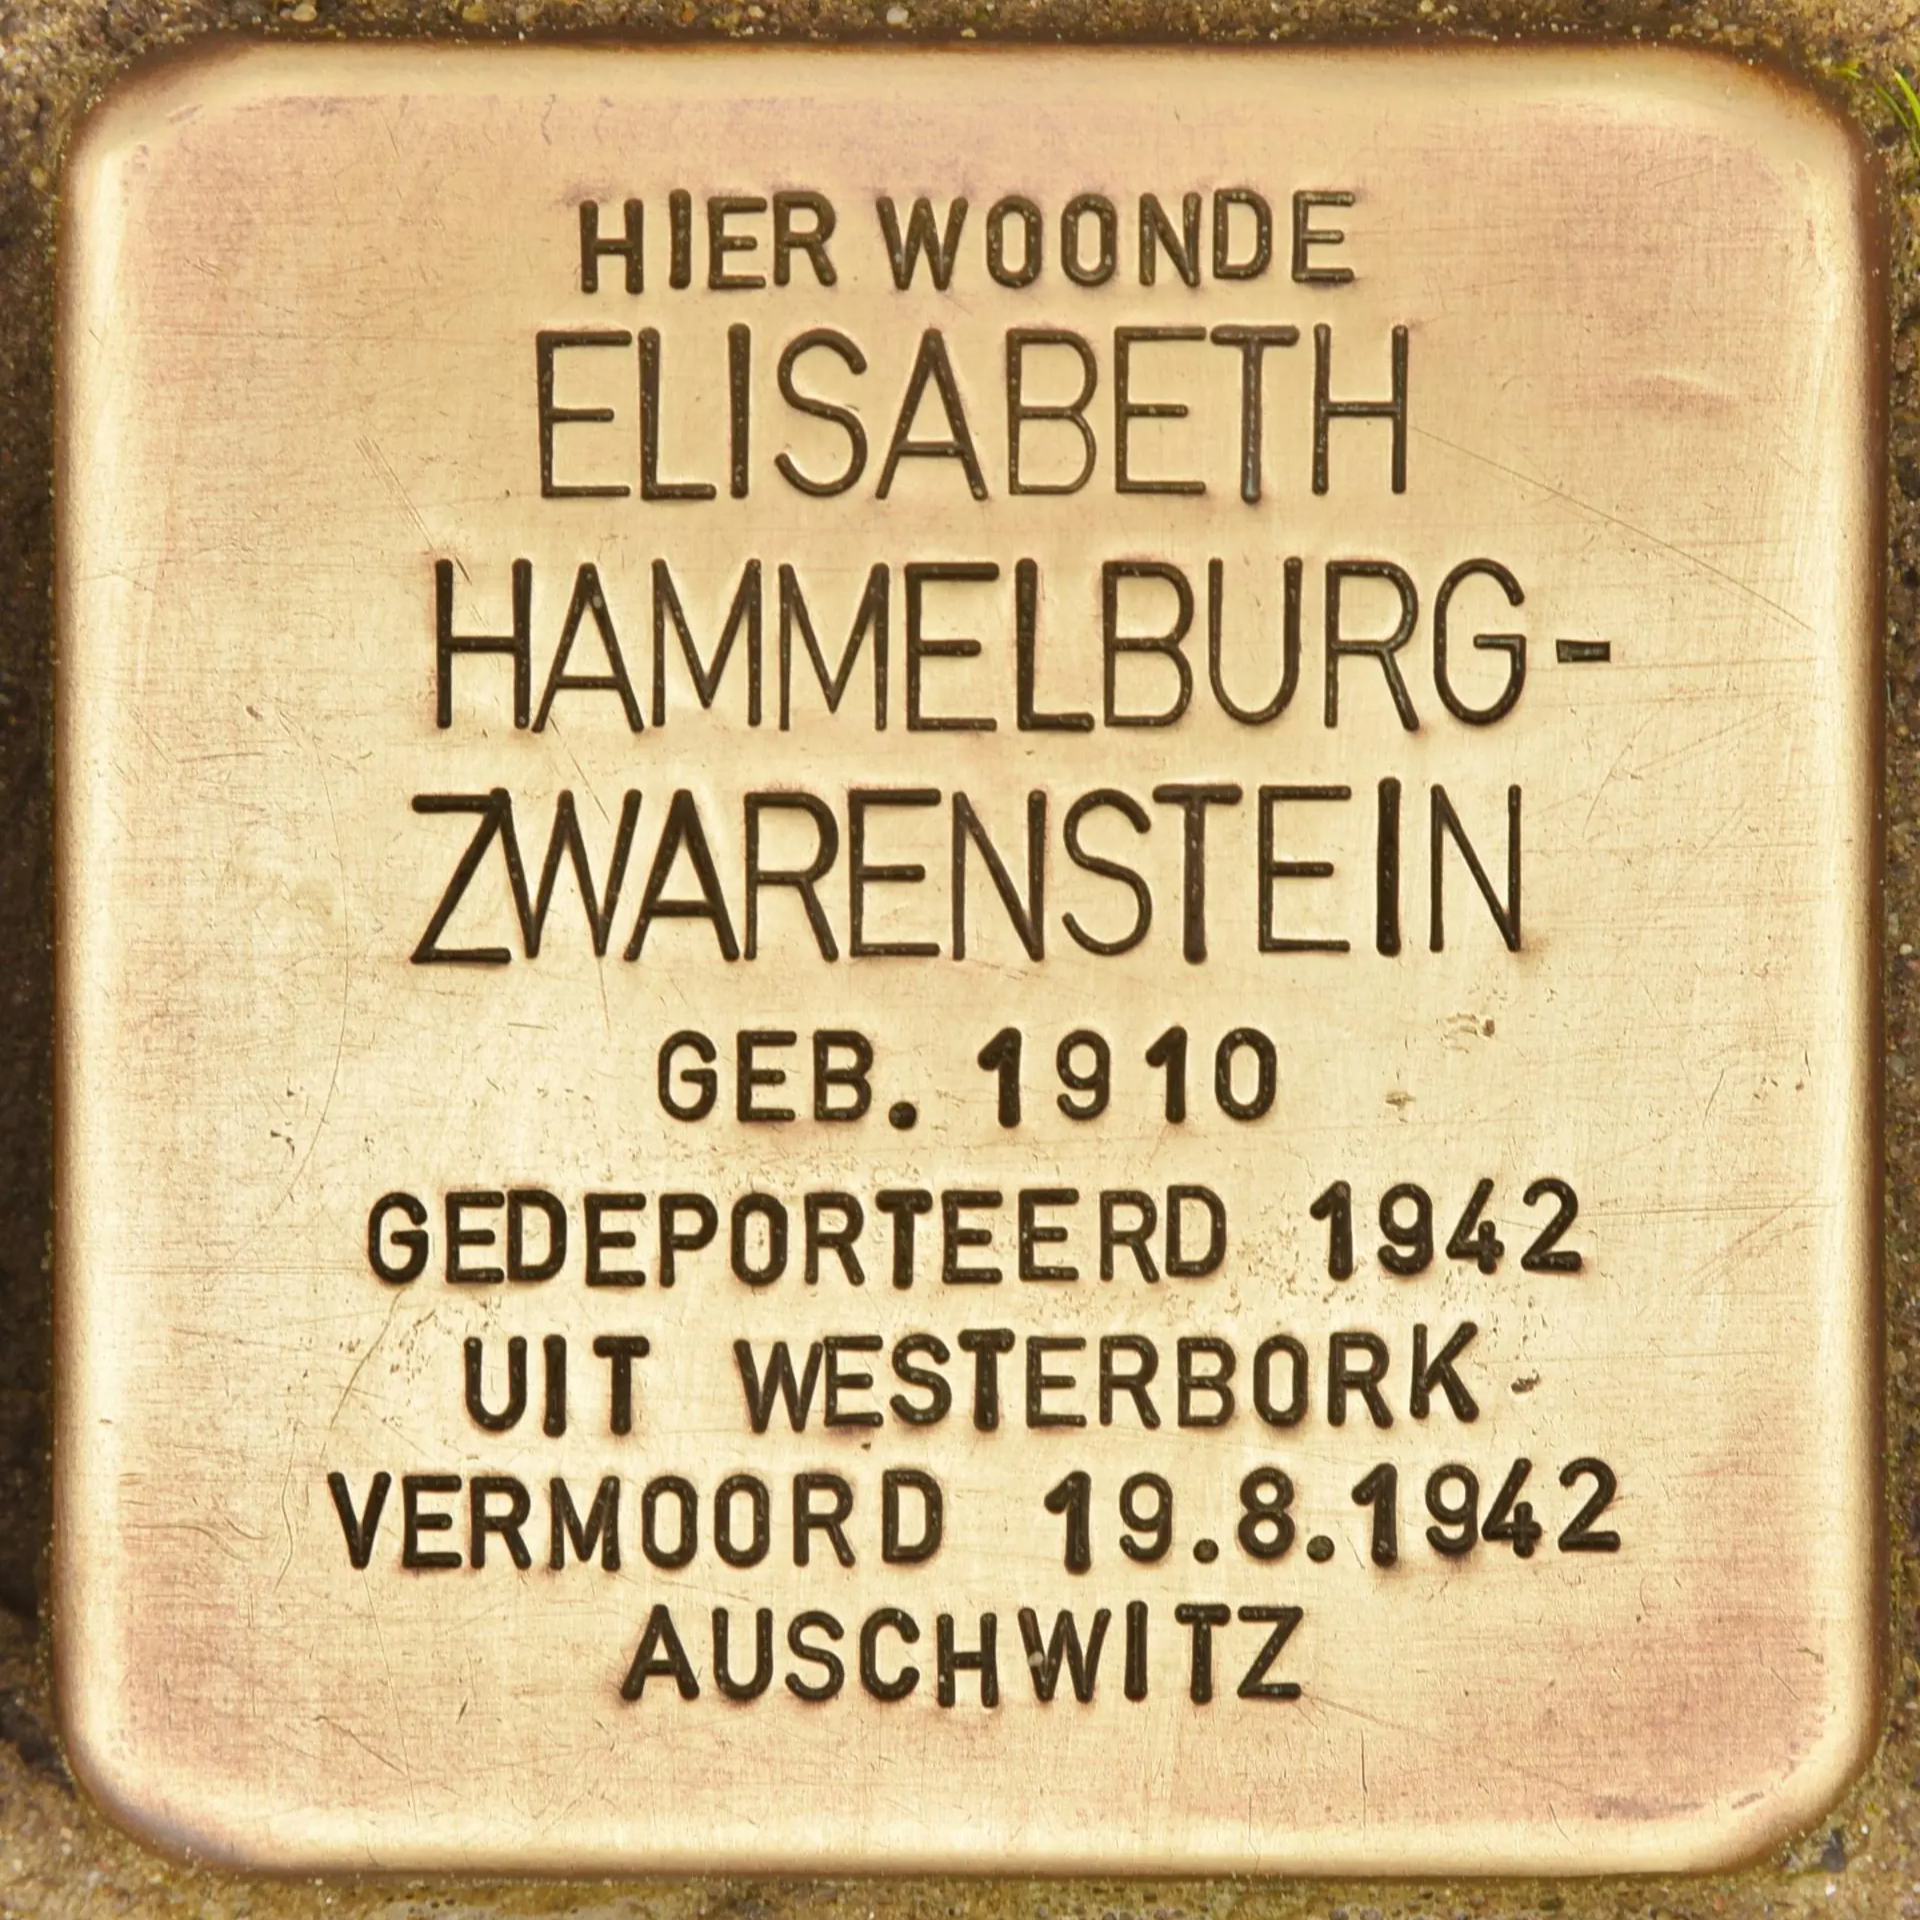 HIER WOONDE
ELISABETH
HAMMELBURG-
ZWARENSTEIN
GEB. 1910
GEDEPORTEERD 1942
UIT WESTERBORK
VERMOORD 19.8.1942
AUSCHWITZ